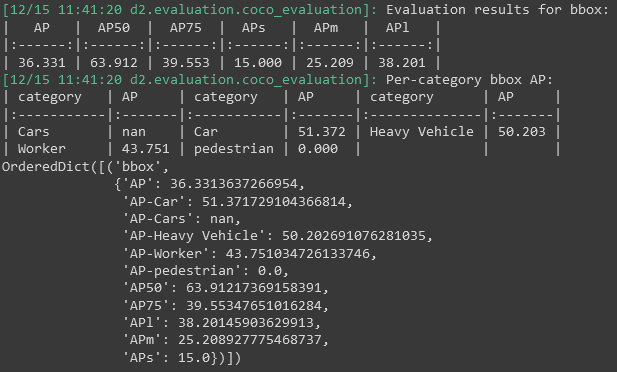 [12/15 11:41:20 d2.evaluation.coco_evaluation]: Evaluation results for bbox:
|   AP   |  AP50  |  AP75  |  APs   |  APm   |  APl   |
|:------:|:------:|:------:|:------:|:------:|:------:|
| 36.331 | 63.912 | 39.553 | 15.000 | 25.209 | 38.201 |
[12/15 11:41:20 d2.evaluation.coco_evaluation]: Per-category bbox AP:
| category   | AP     | category   | AP     | category      | AP     |
|:-----------|:-------|:-----------|:-------|:--------------|:-------|
| Cars       | nan    | Car        | 51.372 | Heavy Vehicle | 50.203 |
| Worker     | 43.751 | pedestrian | 0.000  |               |        |
OrderedDict([('bbox',
              {'AP': 36.3313637266954,
               'AP-Car': 51.371729104366814,
               'AP-Cars': nan,
               'AP-Heavy Vehicle': 50.202691076281035,
               'AP-Worker': 43.751034726133746,
               'AP-pedestrian': 0.0,
               'AP50': 63.91217369158391,
               'AP75': 39.55347651016284,
               'APl': 38.20145903629913,
               'APm': 25.208927775468737,
               'APs': 15.0})])